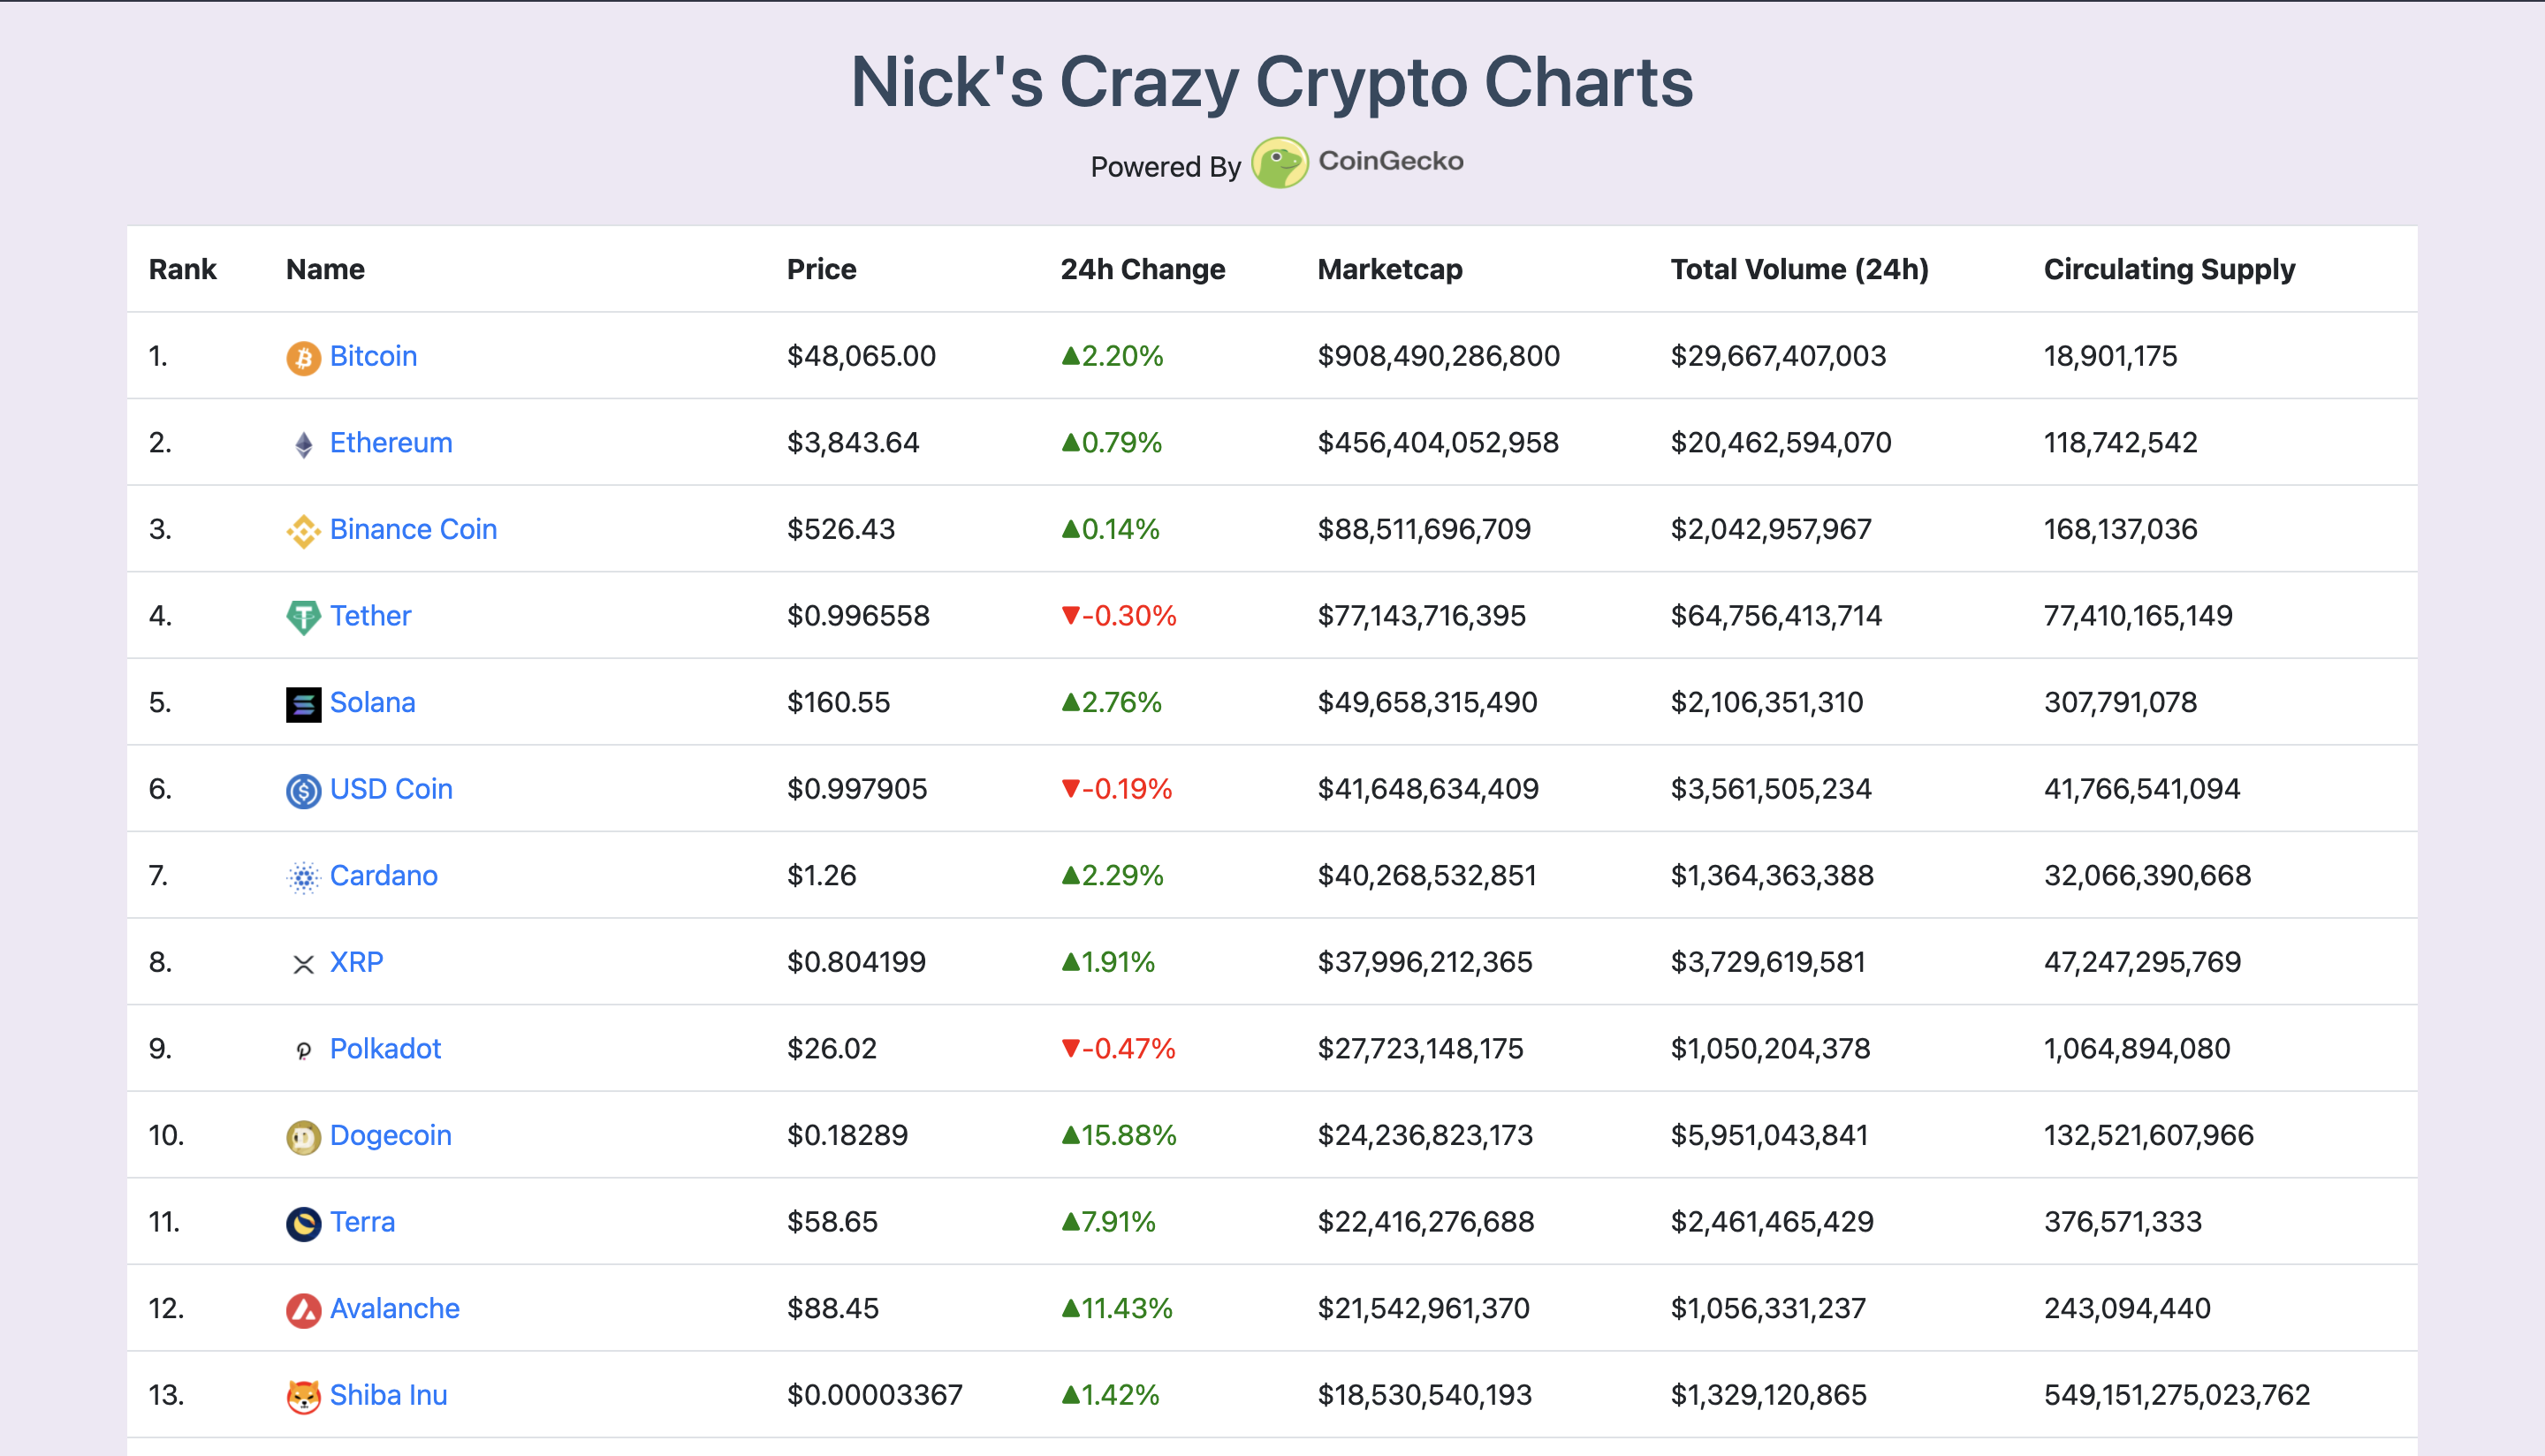 Nick's Crazy Crypto Charts
Powered By CoinGecko
Rank Name Price 24h Change Marketcap Total Volume (24h) Circulating Supply
1. Bitcoin $48,065.00 ▲2.20% $908,490,286,800 $29,667,407,003 18,901,175
2. Ethereum $3,843.64 ▲0.79% $456,404,052,958 $20,462,594,070 118,742,542
3. Binance Coin $526.43 ▲0.14% $88,511,696,709 $2,042,957,967 168,137,036
4. Tether $0.996558 ▼-0.30% $77,143,716,395 $64,756,413,714 77,410,165,149
5. Solana $160.55 ▲2.76% $49,658,315,490 $2,106,351,310 307,791,078
6. USD Coin $0.997905 ▼-0.19% $41,648,634,409 $3,561,505,234 41,766,541,094
7. Cardano $1.26 ▲2.29% $40,268,532,851 $1,364,363,388 32,066,390,668
8. XRP $0.804199 ▲1.91% $37,996,212,365 $3,729,619,581 47,247,295,769
9. Polkadot $26.02 ▼-0.47% $27,723,148,175 $1,050,204,378 1,064,894,080
10. Dogecoin $0.18289 ▲15.88% $24,236,823,173 $5,951,043,841 132,521,607,966
11. Terra $58.65 ▲7.91% $22,416,276,688 $2,461,465,429 376,571,333
12. Avalanche $88.45 ▲11.43% $21,542,961,370 $1,056,331,237 243,094,440
13. Shiba Inu $0.00003367 ▲1.42% $18,530,540,193 $1,329,120,865 549,151,275,023,762